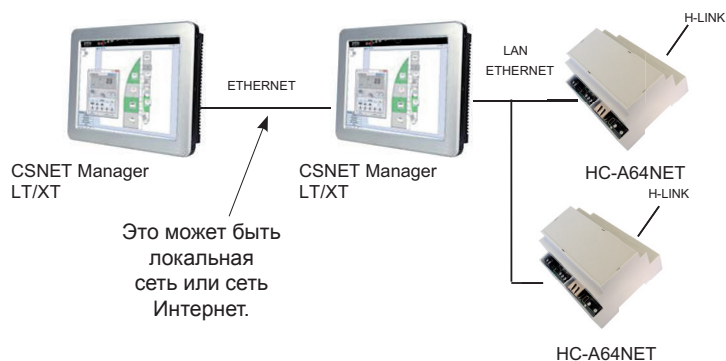 H-LINK
LAN
ETHERNET
ETHERNET
CSNET Manager
LT/XT
CSNET Manager
LT/XT
HC-A64NET
H-LINK
Это может быть
локальная
сеть или сеть
Интернет.
HC-A64NET